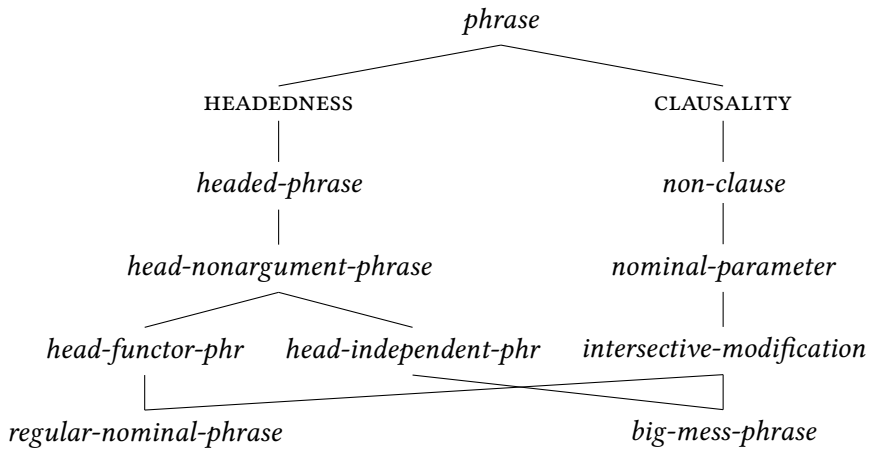 phrase
HEADEDNESS CLAUSALITY
headed-phrase non-clause
head-nonargument-phrase nominal-parameter
head-functor-phr head-independent-phr intersective-modification
regular-nominal-phrase big-mess-phrase